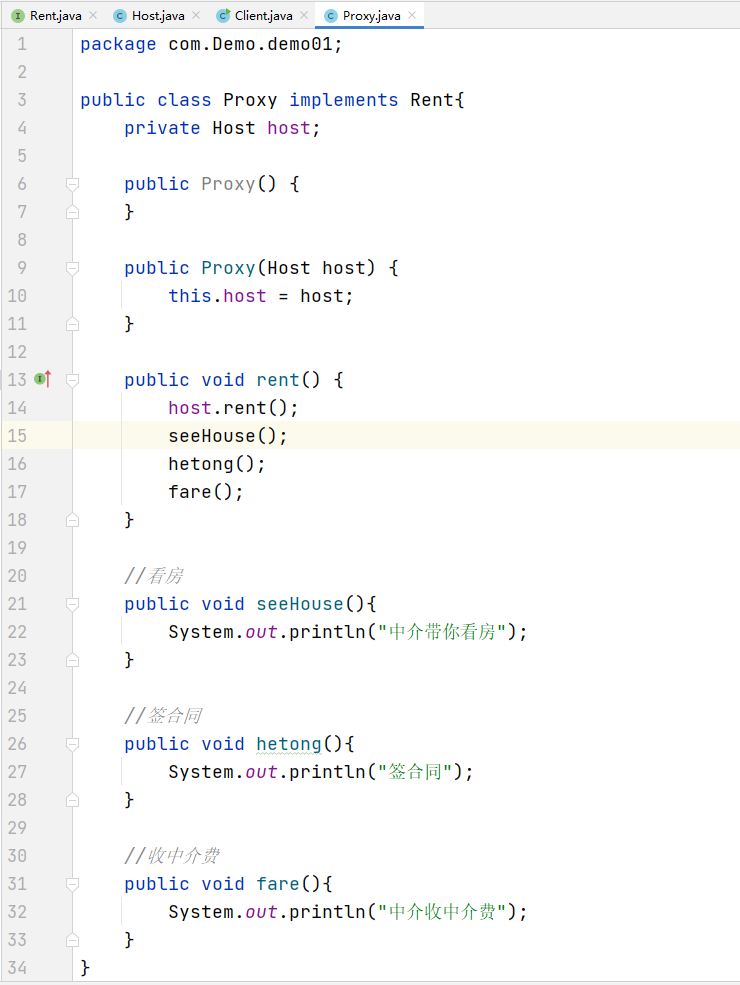 Rent.java Host.java Client.java Proxy.java
1 package com.Demo.demo01;
2
3 public class Proxy implements Rent{
4 private Host host;
5
6 public Proxy() {
7 }
8
9 public Proxy(Host host) {
10 this.host = host;
11 }
12
13 public void rent() {
14 host.rent();
15 seeHouse();
16 hetong();
17 fare();
18 }
19
20 //看房
21 public void seeHouse(){
22 System.out.println("中介带你看房");
23 }
24
25 //签合同
26 public void hetong(){
27 System.out.println("签合同");
28 }
29
30 //收中介费
31 public void fare(){
32 System.out.println("中介收中介费");
33 }
34 }